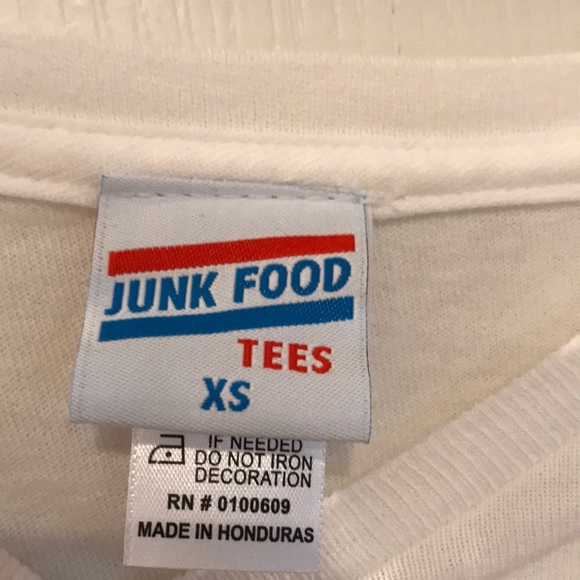 JUNK FOOD
TEES
XS
IF NEEDED
DO NOT IRON
DECORATION
RN # 0100609
MADE IN HONDURAS